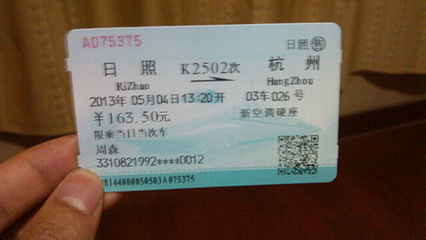 A075375 日照 售
日照 K2502次 杭州
RiZhao HangZhou
2013年05月04日13:20开 03车026号
¥163.50元 新空调硬座
限乘当日当次车
周森
3310821992****0012
A075375